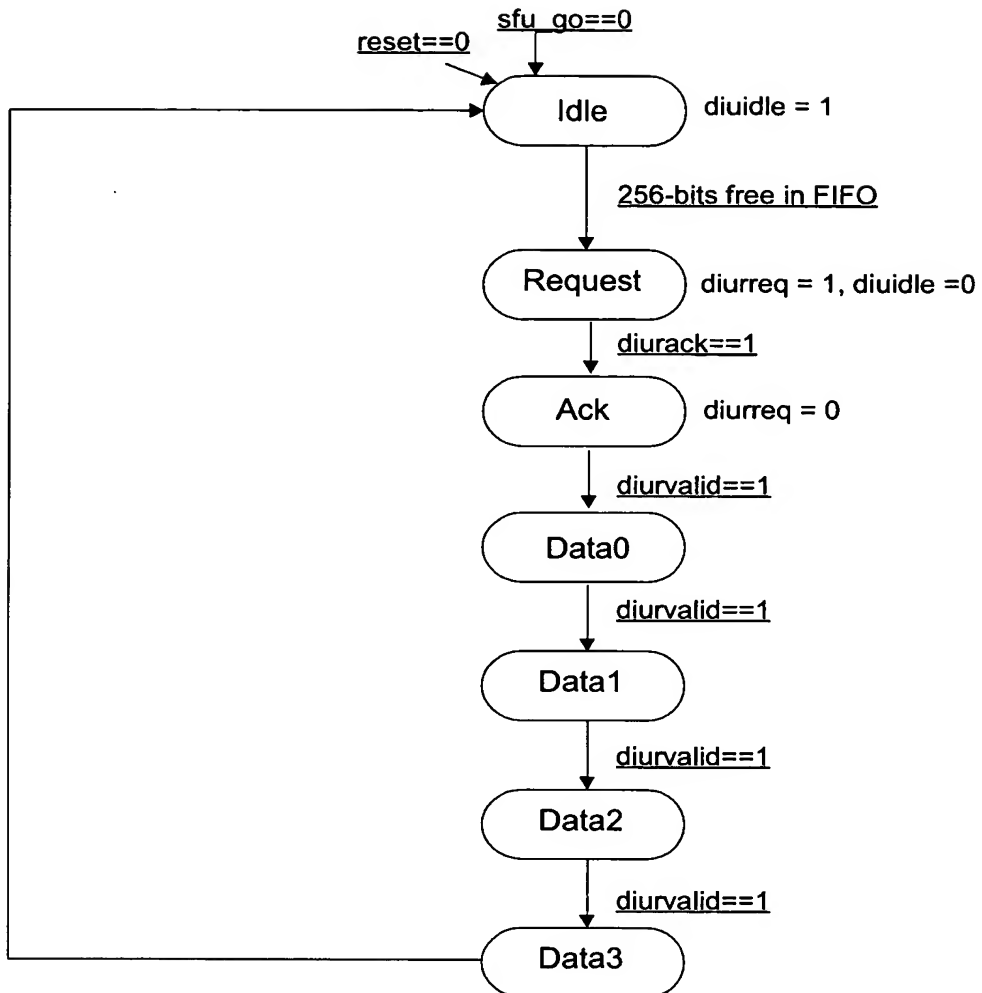 sfu_go==0
reset==0
Idle
diuidle = 1
256-bits free in FIFO
Request
diurreq = 1, diuidle =0
diurack==1
Ack
diurreq = 0
diurvalid==1
Data0
diurvalid==1
Data1
diurvalid==1
Data2
diurvalid==1
Data3